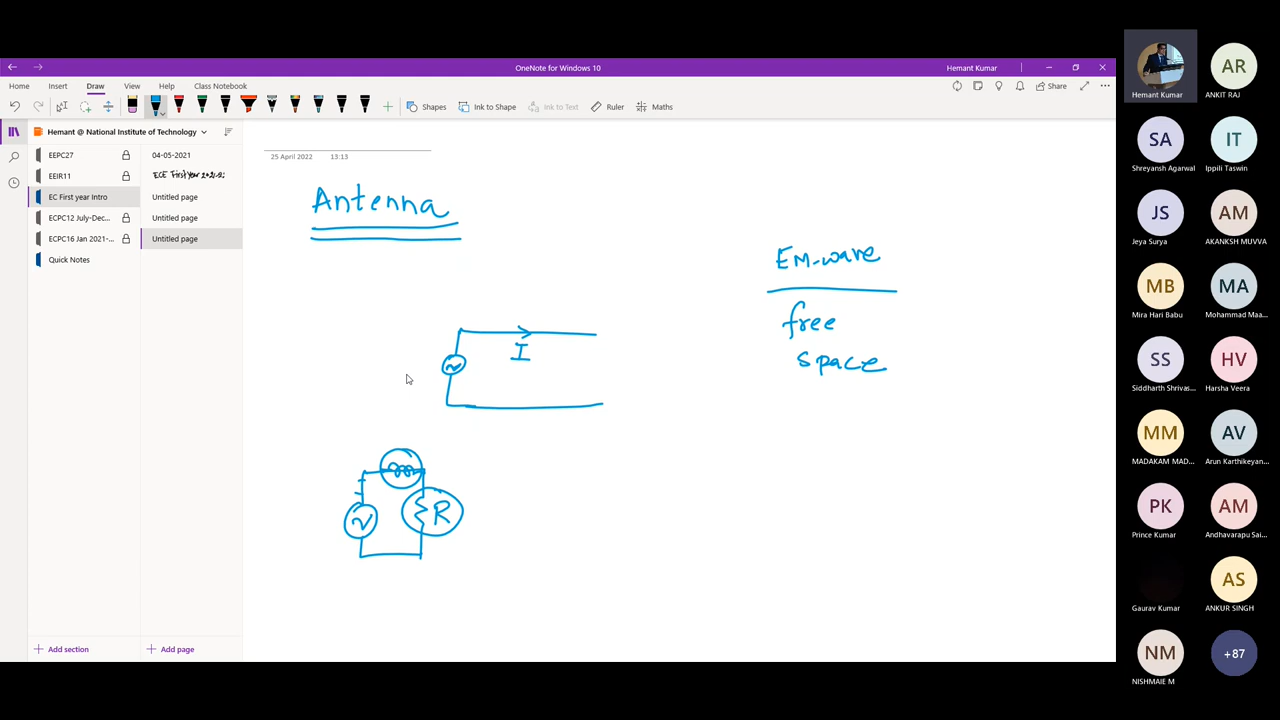 OneNote for Windows 10
Hemant Kumar
Home Insert Draw View Help Class Notebook
Shapes Ink to Shape Ink to Text Ruler Maths
Share
Hemant @ National Institute of Technology
EEPC27
EEIR11
EC First year Intro
ECPC12 July-Dec...
ECPC16 Jan 2021-...
Quick Notes
04-05-2021
ECE First Year 2021-22
Untitled page
Untitled page
Untitled page
Add section
Add page
25 April 2022 13:13
Antenna
EM-wave
free
space
I
R
Hemant Kumar
AR
ANKIT RAJ
SA
Shreyansh Agarwal
IT
Ippili Taswin
JS
Jeya Surya
AM
AKANKSH MUVVA
MB
Mira Hari Babu
MA
Mohammad Maa...
SS
Siddharth Shrivas...
HV
Harsha Veera
MM
MADAKAM MAD...
AV
Arun Karthikeyan...
PK
Prince Kumar
AM
Andhavarapu Sai...
Gaurav Kumar
AS
ANKUR SINGH
NM
NISHMAIE M
+87